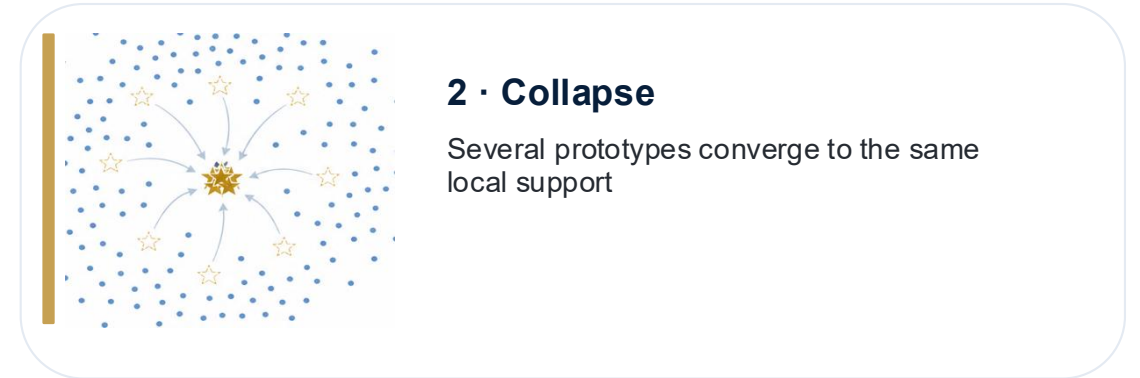 2 · Collapse
Several prototypes converge to the same
local support